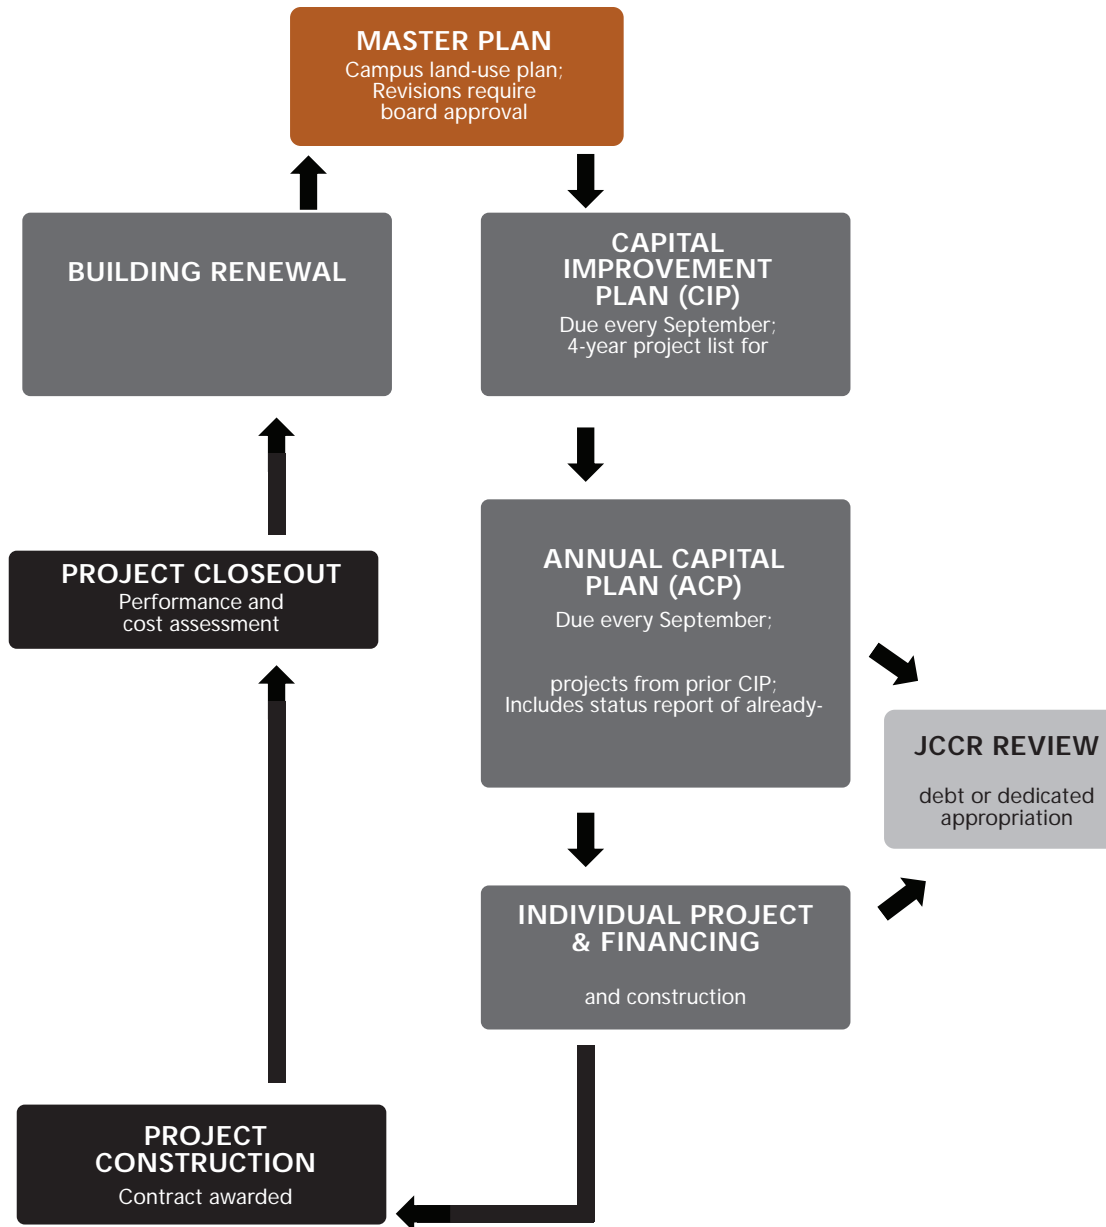 MASTER PLAN
Campus land-use plan;
Revisions require
board approval
BUILDING RENEWAL
CAPITAL
IMPROVEMENT
PLAN (CIP)
Due every September;
4-year project list for
ANNUAL CAPITAL
PLAN (ACP)
Due every September;
projects from prior CIP;
Includes status report of already-
PROJECT CLOSEOUT
Performance and
cost assessment
JCCR REVIEW
debt or dedicated
appropriation
INDIVIDUAL PROJECT
& FINANCING
and construction
PROJECT
CONSTRUCTION
Contract awarded